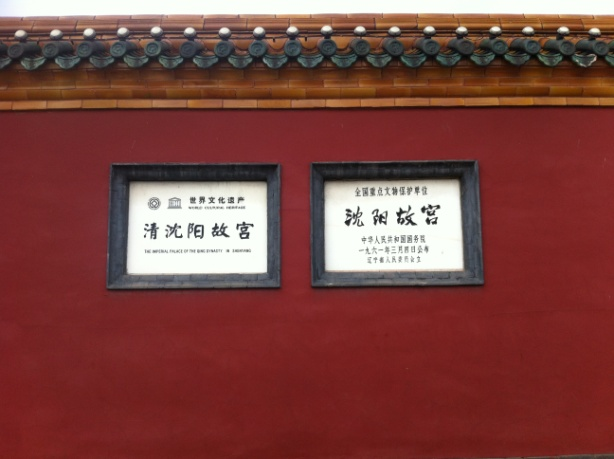 世界文化遗产
WORLD CULTURAL HERITAGE
清沈阳故宫
THE IMPERIAL PALACE OF THE QING DYNASTY IN SHENYANG
全国重点文物保护单位
沈阳故宫
中华人民共和国国务院
一九六一年三月四日公布
辽宁省人民委员会立